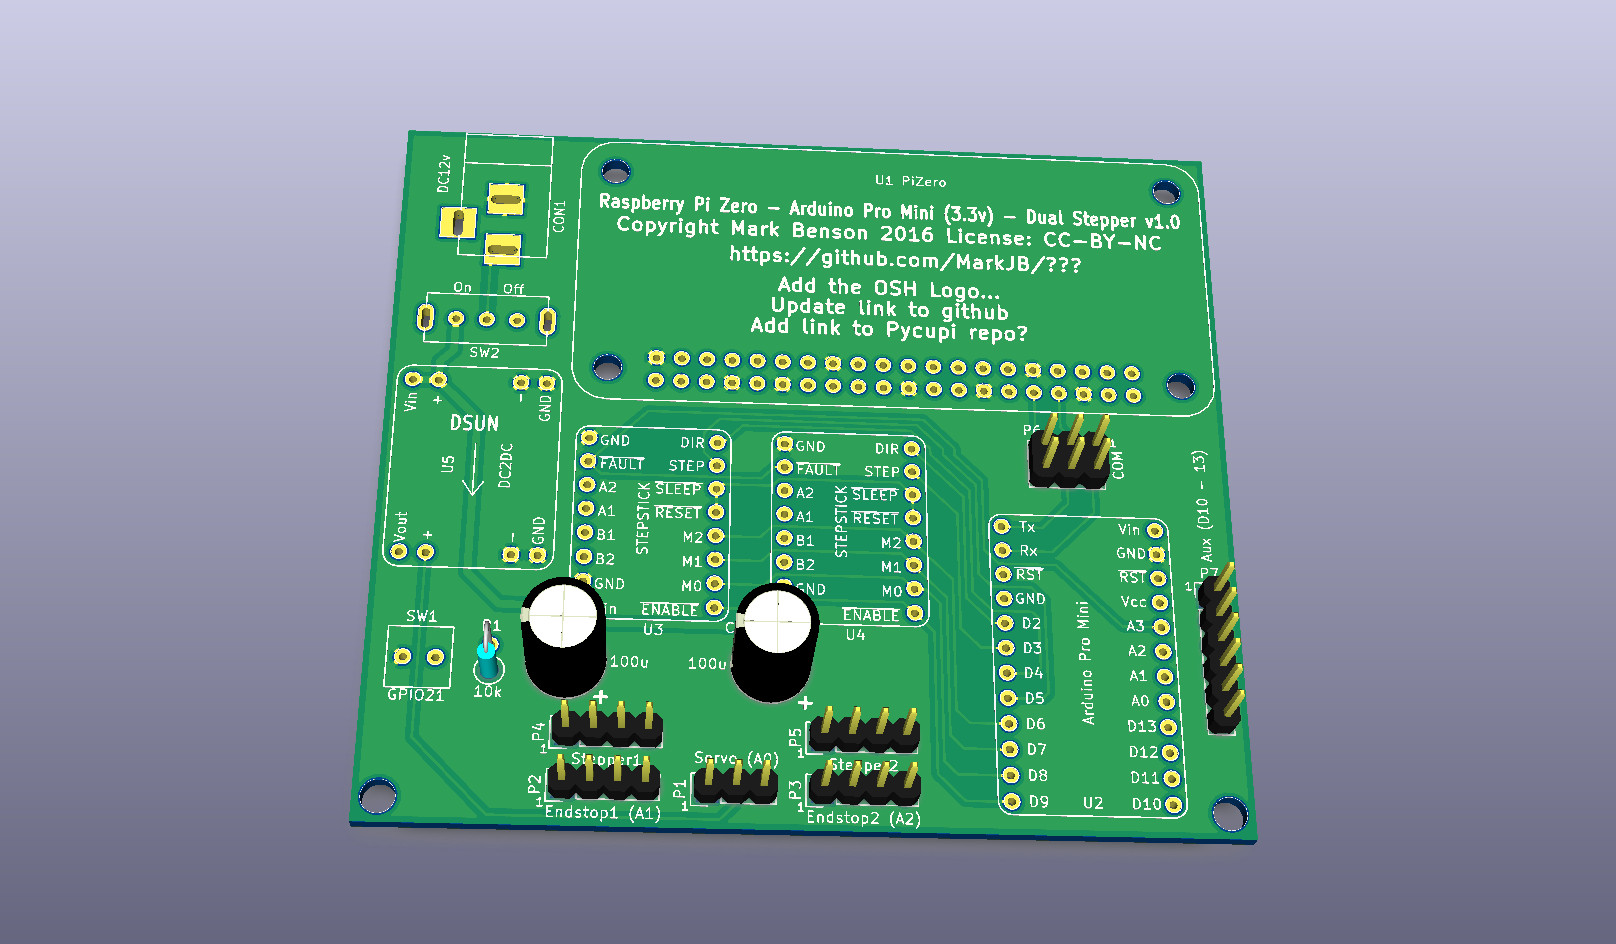 DC12v
CON1
U1 PiZero
Raspberry Pi Zero - Arduino Pro Mini (3.3v) - Dual Stepper v1.0
Copyright Mark Benson 2016 License: CC-BY-NC
https://github.com/MarkJB/???
Add the OSH Logo...
Update link to github
Add link to Pycupi repo?
On Off
SW2
Vin + - GND
DSUN
U5
DC2DC
Vout + - GND
GND DIR
FAULT STEP
A2 SLEEP
A1 RESET
B1 M2
B2 M1
GND M0
ENABLE
STEPSTICK
U3
GND DIR
FAULT STEP
A2 SLEEP
A1 RESET
B1 M2
B2 M1
GND M0
ENABLE
STEPSTICK
U4
COM
Aux (D10 - 13)
P7
1
Tx Vin
Rx GND
RST RST
GND Vcc
D2 A3
D3 A2
D4 A1
D5 A0
D6 D13
D7 D12
D8 D11
D9 U2 D10
Arduino Pro Mini
SW1
GPIO21
10k
100u
+
100u
+
P4
1
Stepper1
P5
1
Stepper2
P2
1
Endstop1 (A1)
Servo (A0)
P1
1
P3
1
Endstop2 (A2)